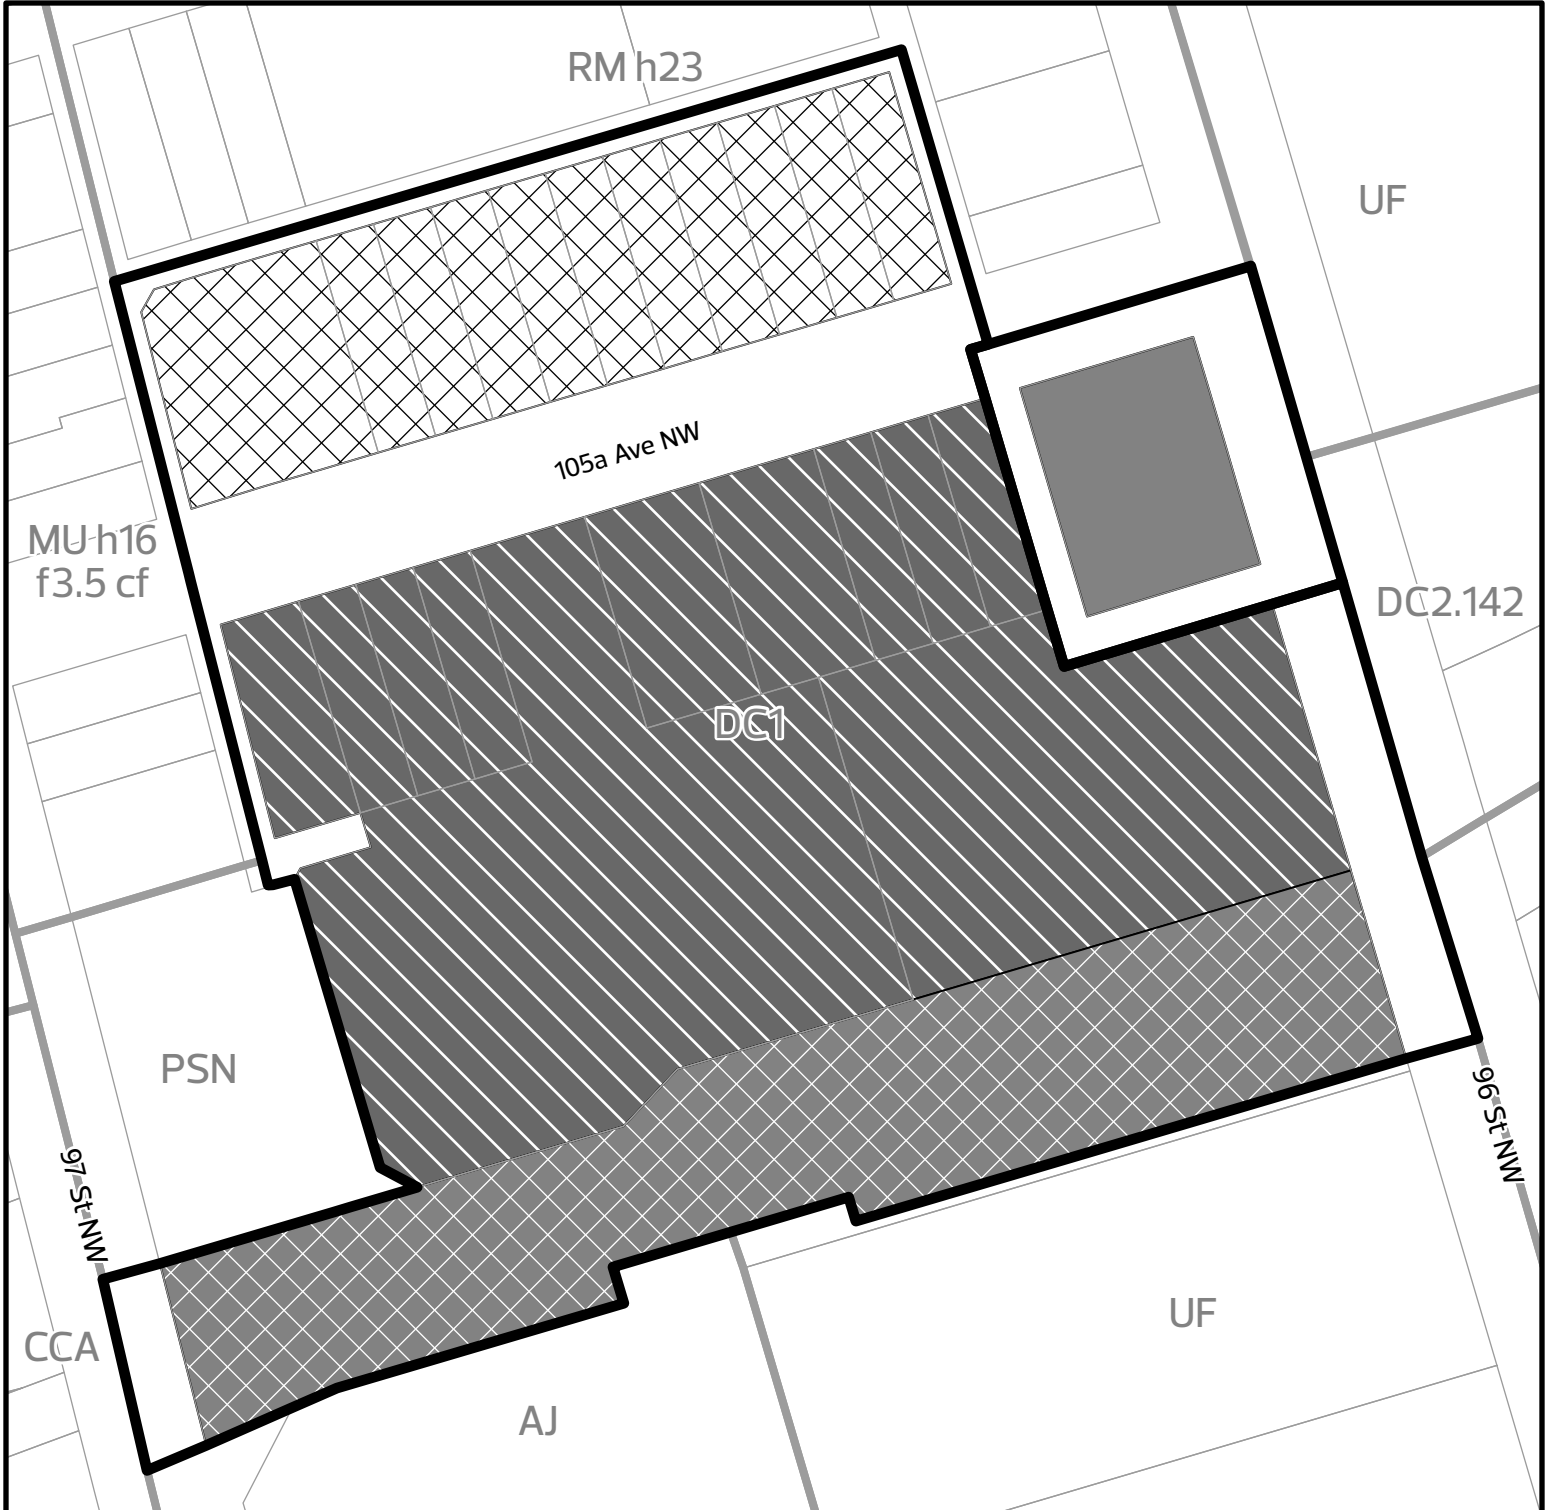 RM h23
UF
105a Ave NW
MU h16
f3.5 cf
DC2.142
DC1
PSN
96 St NW
97 St NW
UF
CCA
AJ